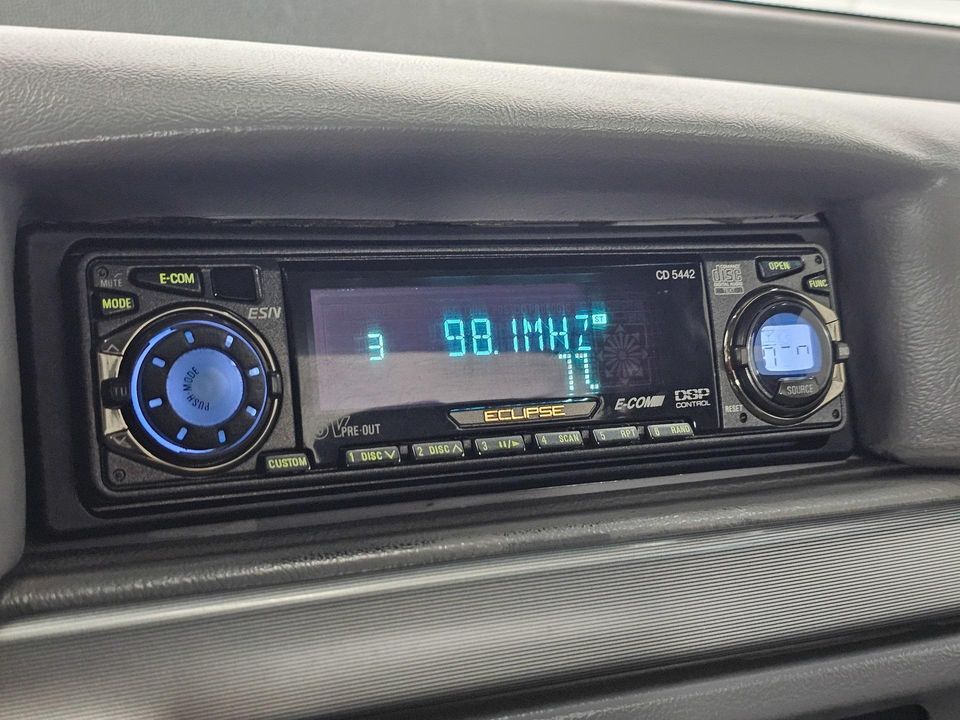 MUTE
E-COM
MODE
ESN
PUSH MODE
CUSTOM
CD 5442
3
98.1MHZ
ST
PRE-OUT
ECLIPSE
E-COM
DSP
CONTROL
1 DISC
2 DISC
3
4 SCAN
5 RPT
6 RAND
COMPACT
disc
DIGITAL AUDIO
OPEN
FUNC
SOURCE
RESET